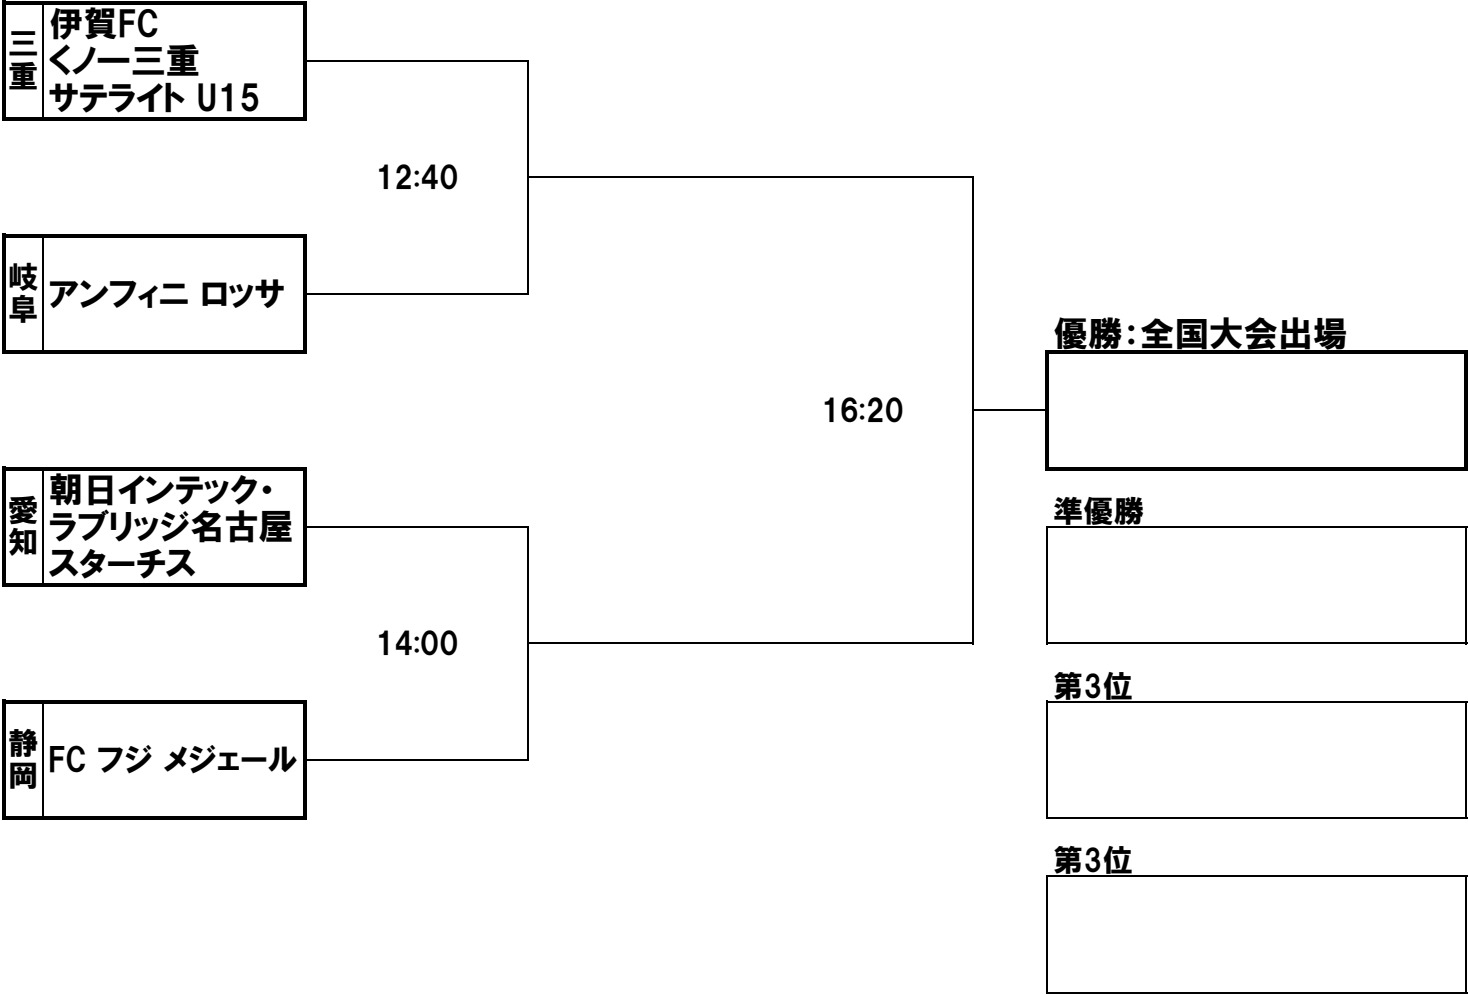 三重
伊賀FC
くノ一三重
サテライト U15
12:40
岐阜
アンフィニ ロッサ
優勝：全国大会出場
16:20
愛知
朝日インテック・
ラブリッジ名古屋
スターチス
準優勝
14:00
第3位
静岡
FC フジ メジェール
第3位